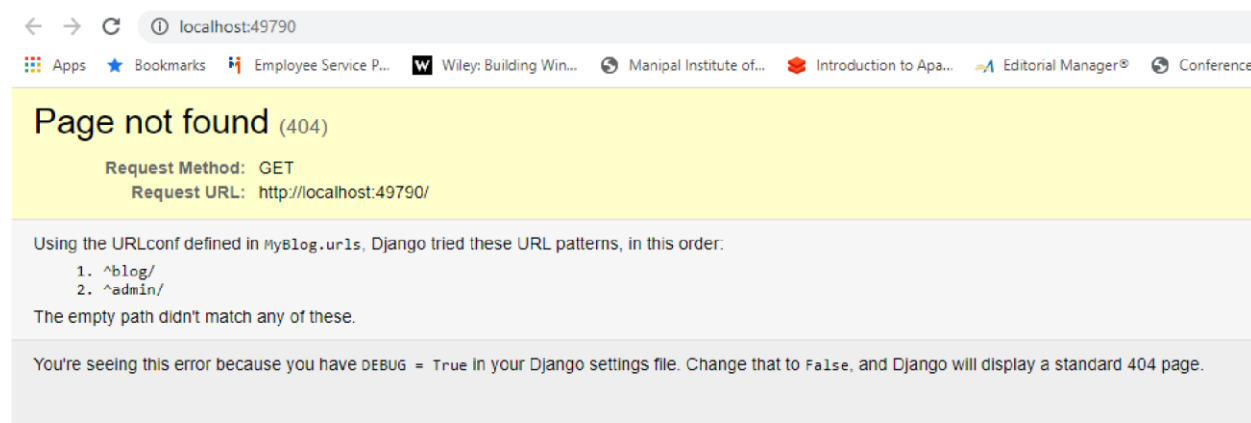 localhost:49790
Apps Bookmarks Employee Service P... Wiley: Building Win... Manipal Institute of... Introduction to Apa... Editorial Manager® Conference
Page not found (404)
Request Method: GET
Request URL: http://localhost:49790/
Using the URLconf defined in MyBlog.urls, Django tried these URL patterns, in this order:
1. ^blog/
2. ^admin/
The empty path didn't match any of these.
You're seeing this error because you have DEBUG = True in your Django settings file. Change that to False, and Django will display a standard 404 page.